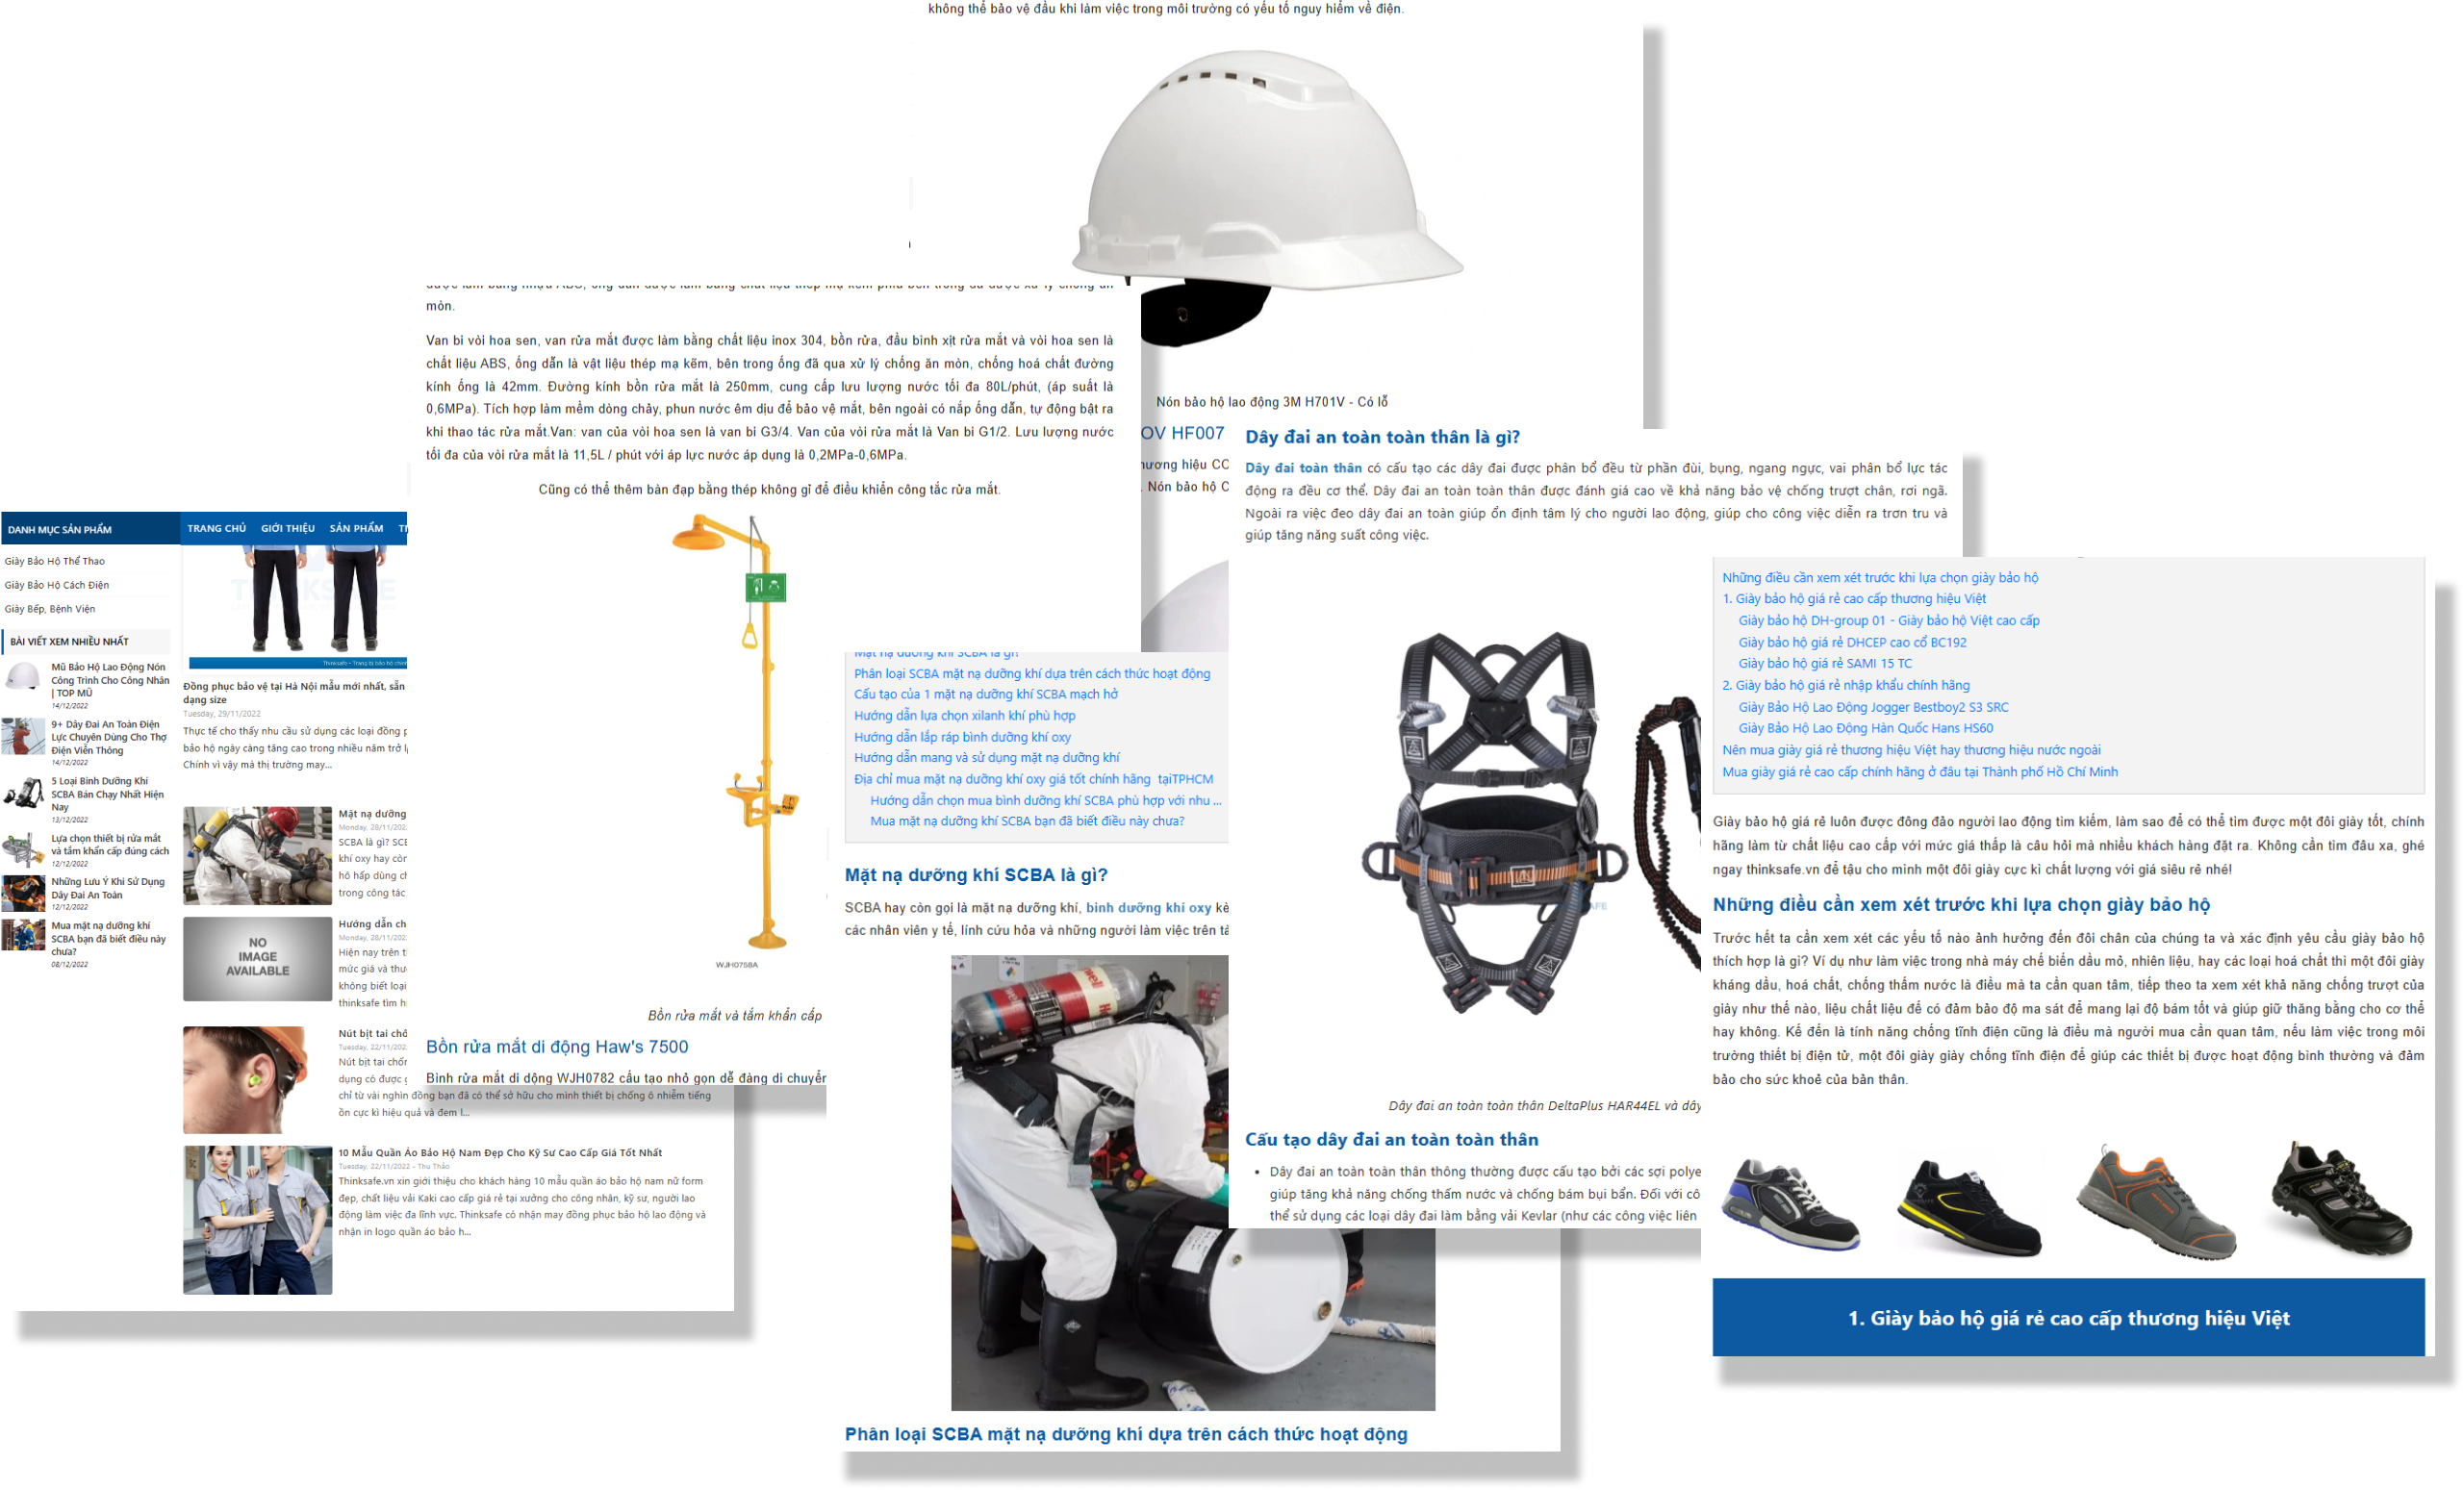 không thể bảo vệ đầu khi làm việc trong môi trường có yếu tố nguy hiểm về điện.
Nón bảo hộ lao động 3M H701V - Có lỗ
OV HF007
hương hiệu CC
. Nón bảo hộ C
được làm bằng nhựa ABS, ống dẫn được làm bằng chất liệu thép mạ kẽm phía bên trong đã được xử lý chống ăn
mòn.
Van bi vòi hoa sen, van rửa mắt được làm bằng chất liệu inox 304, bồn rửa, đầu bình xịt rửa mắt và vòi hoa sen là
chất liệu ABS, ống dẫn là vật liệu thép mạ kẽm, bên trong ống đã qua xử lý chống ăn mòn, chống hoá chất đường
kính ống là 42mm. Đường kính bồn rửa mắt là 250mm, cung cấp lưu lượng nước tối đa 80L/phút, (áp suất là
0,6MPa). Tích hợp làm mềm dòng chảy, phun nước êm dịu để bảo vệ mắt, bên ngoài có nắp ống dẫn, tự động bật ra
khi thao tác rửa mắt.Van: van của vòi hoa sen là van bi G3/4. Van của vòi rửa mắt là Van bi G1/2. Lưu lượng nước
tối đa của vòi rửa mắt là 11,5L / phút với áp lực nước áp dụng là 0,2MPa-0,6MPa.
Cũng có thể thêm bàn đạp bằng thép không gỉ để điều khiển công tắc rửa mắt.
WJH0758A
Bồn rửa mắt và tắm khẩn cấp
Bồn rửa mắt di động Haw's 7500
Bình rửa mắt di dộng WJH0782 cấu tạo nhỏ gọn dễ dàng di chuyển
DANH MỤC SẢN PHẨM
Giày Bảo Hộ Thể Thao
Giày Bảo Hộ Cách Điện
Giày Bếp, Bệnh Viện
BÀI VIẾT XEM NHIỀU NHẤT
Mũ Bảo Hộ Lao Động Nón
Công Trình Cho Công Nhân
| TOP MŨ
14/12/2022
9+ Dây Đai An Toàn Điện
Lực Chuyên Dùng Cho Thợ
Điện Viễn Thông
14/12/2022
5 Loại Bình Dưỡng Khí
SCBA Bán Chạy Nhất Hiện
Nay
13/12/2022
Lựa chọn thiết bị rửa mắt
và tắm khẩn cấp đúng cách
12/12/2022
Những Lưu Ý Khi Sử Dụng
Dây Đai An Toàn
12/12/2022
Mua mặt nạ dưỡng khí
SCBA bạn đã biết điều này
chưa?
08/12/2022
TRANG CHỦ GIỚI THIỆU SẢN PHẨM
Đồng phục bảo vệ tại Hà Nội mẫu mới nhất, sẵn
dạng size
Tuesday, 29/11/2022
Thực tế cho thấy nhu cầu sử dụng các loại đồng p
bảo hộ ngày càng tăng cao trong nhiều năm trở l
Chính vì vậy mà thị trường may...
Mặt nạ dưỡng
Monday, 28/11/202
SCBA là gì? SCE
khí oxy hay còn
hô hấp dùng ch
trong công tác
NO
IMAGE
AVAILABLE
Hướng dẫn ch
Monday, 28/11/202
Hiện nay trên t
mức giá và thư
không biết loại
thinksafe tìm h
Nút bịt tai chố
Tuesday, 22/11/202
Nút bịt tai chốn
dụng có được g
chỉ từ vài nghìn đồng bạn đã có thể sở hữu cho mình thiết bị chống ô nhiễm tiếng
ồn cực kì hiệu quả và đem l...
10 Mẫu Quần Áo Bảo Hộ Nam Đẹp Cho Kỹ Sư Cao Cấp Giá Tốt Nhất
Tuesday, 22/11/2022 - Thu Thảo
Thinksafe.vn xin giới thiệu cho khách hàng 10 mẫu quần áo bảo hộ nam nữ form
đẹp, chất liệu vải Kaki cao cấp giá rẻ tại xưởng cho công nhân, kỹ sư, người lao
động làm việc đa lĩnh vực. Thinksafe có nhận may đồng phục bảo hộ lao động và
nhận in logo quần áo bảo h...
Mặt nạ dưỡng khí SCBA là gì?
Phân loại SCBA mặt nạ dưỡng khí dựa trên cách thức hoạt động
Cấu tạo của 1 mặt nạ dưỡng khí SCBA mạch hở
Hướng dẫn lựa chọn xilanh khí phù hợp
Hướng dẫn lắp ráp bình dưỡng khí oxy
Hướng dẫn mang và sử dụng mặt nạ dưỡng khí
Địa chỉ mua mặt nạ dưỡng khí oxy giá tốt chính hãng tạiTPHCM
Hướng dẫn chọn mua bình dưỡng khí SCBA phù hợp với nhu ...
Mua mặt nạ dưỡng khí SCBA bạn đã biết điều này chưa?
Mặt nạ dưỡng khí SCBA là gì?
SCBA hay còn gọi là mặt nạ dưỡng khí, bình dưỡng khí oxy kè
các nhân viên y tế, lính cứu hỏa và những người làm việc trên tà
Phân loại SCBA mặt nạ dưỡng khí dựa trên cách thức hoạt động
Dây đai an toàn toàn thân là gì?
Dây đai toàn thân có cấu tạo các dây đai được phân bổ đều từ phần đùi, bụng, ngang ngực, vai phân bổ lực tác
động ra đều cơ thể. Dây đai an toàn toàn thân được đánh giá cao về khả năng bảo vệ chống trượt chân, rơi ngã.
Ngoài ra việc đeo dây đai an toàn giúp ổn định tâm lý cho người lao động, giúp cho công việc diễn ra trơn tru và
giúp tăng năng suất công việc.
Dây đai an toàn toàn thân DeltaPlus HAR44EL và dây
Cấu tạo dây đai an toàn toàn thân
• Dây đai an toàn toàn thân thông thường được cấu tạo bởi các sợi polye
giúp tăng khả năng chống thấm nước và chống bám bụi bẩn. Đối với cô
thể sử dụng các loại dây đai làm bằng vải Kevlar (như các công việc liên
Những điều cần xem xét trước khi lựa chọn giày bảo hộ
1. Giày bảo hộ giá rẻ cao cấp thương hiệu Việt
Giày bảo hộ DH-group 01 - Giày bảo hộ Việt cao cấp
Giày bảo hộ giá rẻ DHCEP cao cổ BC192
Giày bảo hộ giá rẻ SAMI 15 TC
2. Giày bảo hộ giá rẻ nhập khẩu chính hãng
Giày Bảo Hộ Lao Động Jogger Bestboy2 S3 SRC
Giày Bảo Hộ Lao Động Hàn Quốc Hans HS60
Nên mua giày giá rẻ thương hiệu Việt hay thương hiệu nước ngoài
Mua giày giá rẻ cao cấp chính hãng ở đâu tại Thành phố Hồ Chí Minh
Giày bảo hộ giá rẻ luôn được đông đảo người lao động tìm kiếm, làm sao để có thể tìm được một đôi giày tốt, chính
hãng làm từ chất liệu cao cấp với mức giá thấp là câu hỏi mà nhiều khách hàng đặt ra. Không cần tìm đâu xa, ghé
ngay thinksafe.vn để tậu cho mình một đôi giày cực kì chất lượng với giá siêu rẻ nhé!
Những điều cần xem xét trước khi lựa chọn giày bảo hộ
Trước hết ta cần xem xét các yếu tố nào ảnh hưởng đến đôi chân của chúng ta và xác định yêu cầu giày bảo hộ
thích hợp là gì? Ví dụ như làm việc trong nhà máy chế biến dầu mỏ, nhiên liệu, hay các loại hoá chất thì một đôi giày
kháng dầu, hoá chất, chống thấm nước là điều mà ta cần quan tâm, tiếp theo ta xem xét khả năng chống trượt của
giày như thế nào, liệu chất liệu đế có đảm bảo độ ma sát để mang lại độ bám tốt và giúp giữ thăng bằng cho cơ thể
hay không. Kế đến là tính năng chống tĩnh điện cũng là điều mà người mua cần quan tâm, nếu làm việc trong môi
trường thiết bị điện tử, một đôi giày giày chống tĩnh điện để giúp các thiết bị được hoạt động bình thường và đảm
bảo cho sức khoẻ của bản thân.
1. Giày bảo hộ giá rẻ cao cấp thương hiệu Việt